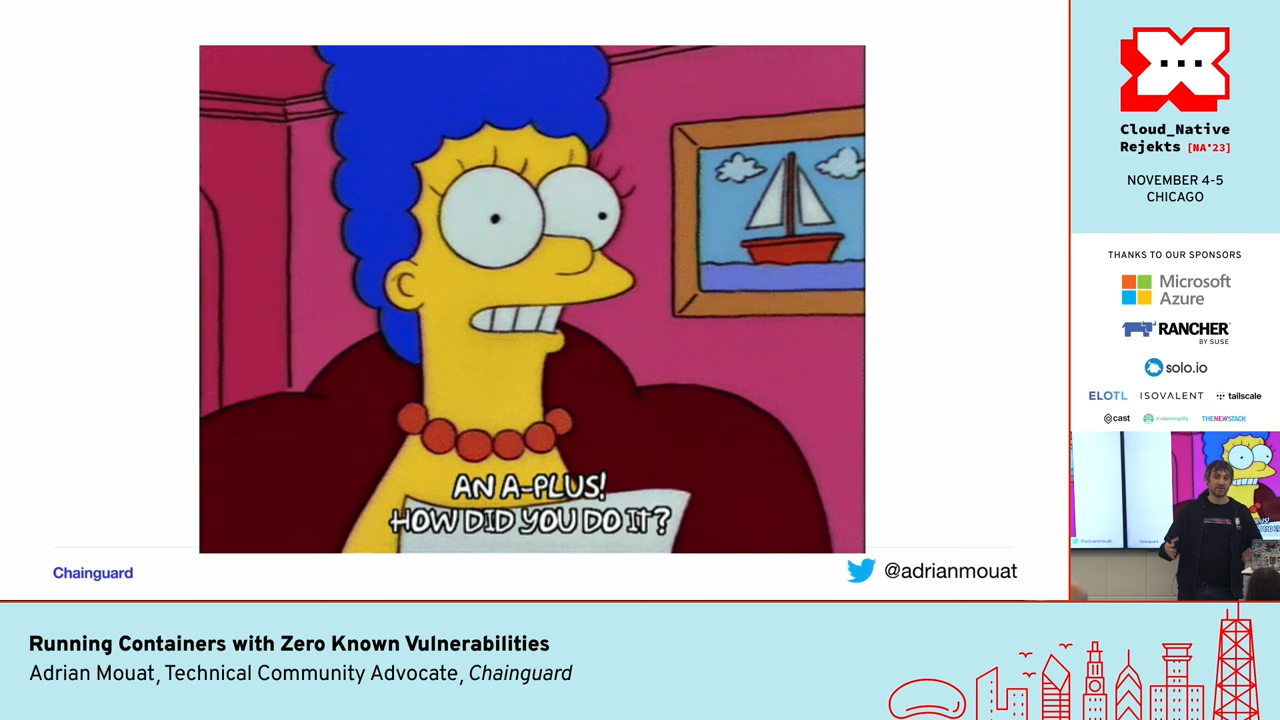 AN A-PLUS!
HOW DID YOU DO IT?
Chainguard
@adrianmouat
Cloud_Native
Rejekts [NA'23]
NOVEMBER 4-5
CHICAGO
THANKS TO OUR SPONSORS
Microsoft
Azure
RANCHER
BY SUSE
solo.io
ELOTL
ISOVALENT
tailscale
cast
THENEWSTACK
@adrianmouat
Running Containers with Zero Known Vulnerabilities
Adrian Mouat, Technical Community Advocate, Chainguard